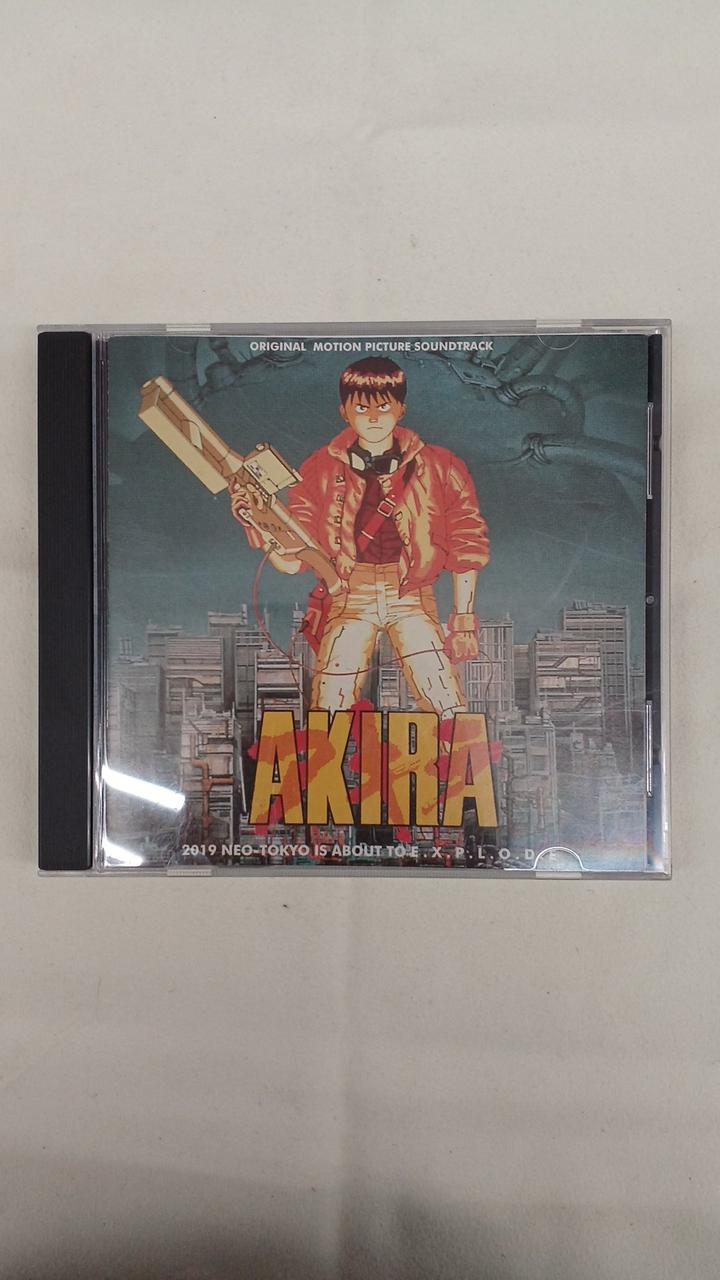 ORIGINAL MOTION PICTURE SOUNDTRACK
AKIRA
2019 NEO-TOKYO IS ABOUT TO E.X.P.L.O.D.E